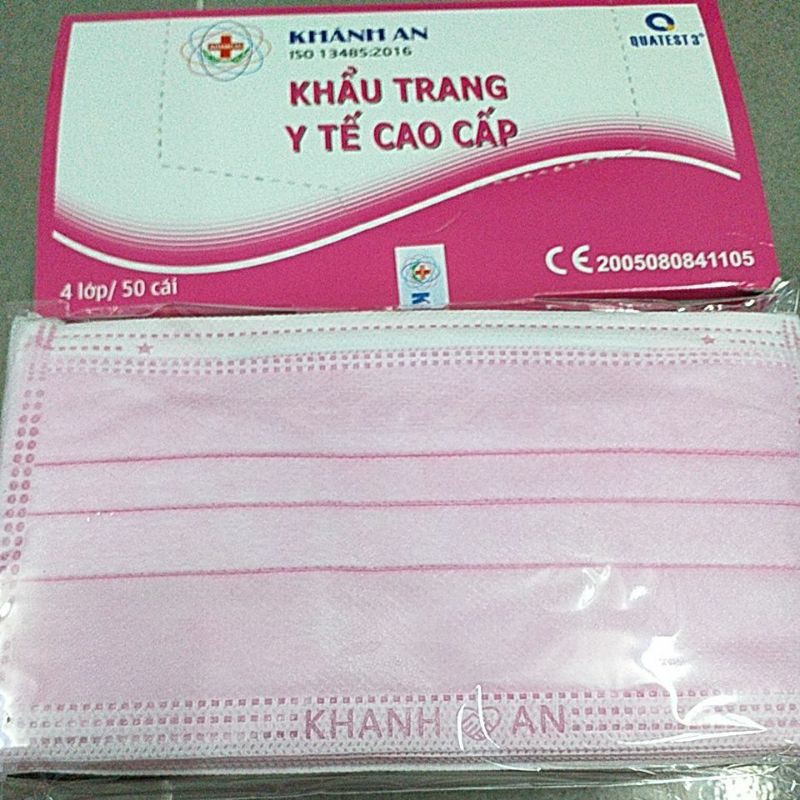 KHÁNH AN
ISO 13485:2016
QUATEST 3®
KHẨU TRANG
Y TẾ CAO CẤP
CE 2005080841105
4 lớp/ 50 cái
KHANH AN